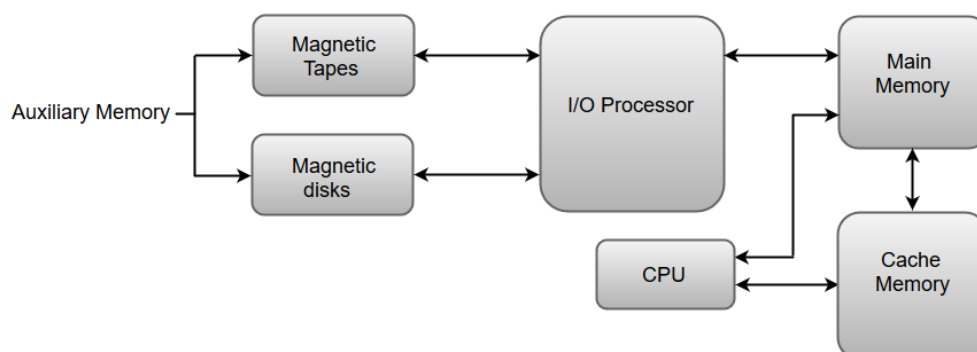 Magnetic
Tapes
I/O Processor
Main
Memory
Auxiliary Memory
Magnetic
disks
CPU
Cache
Memory